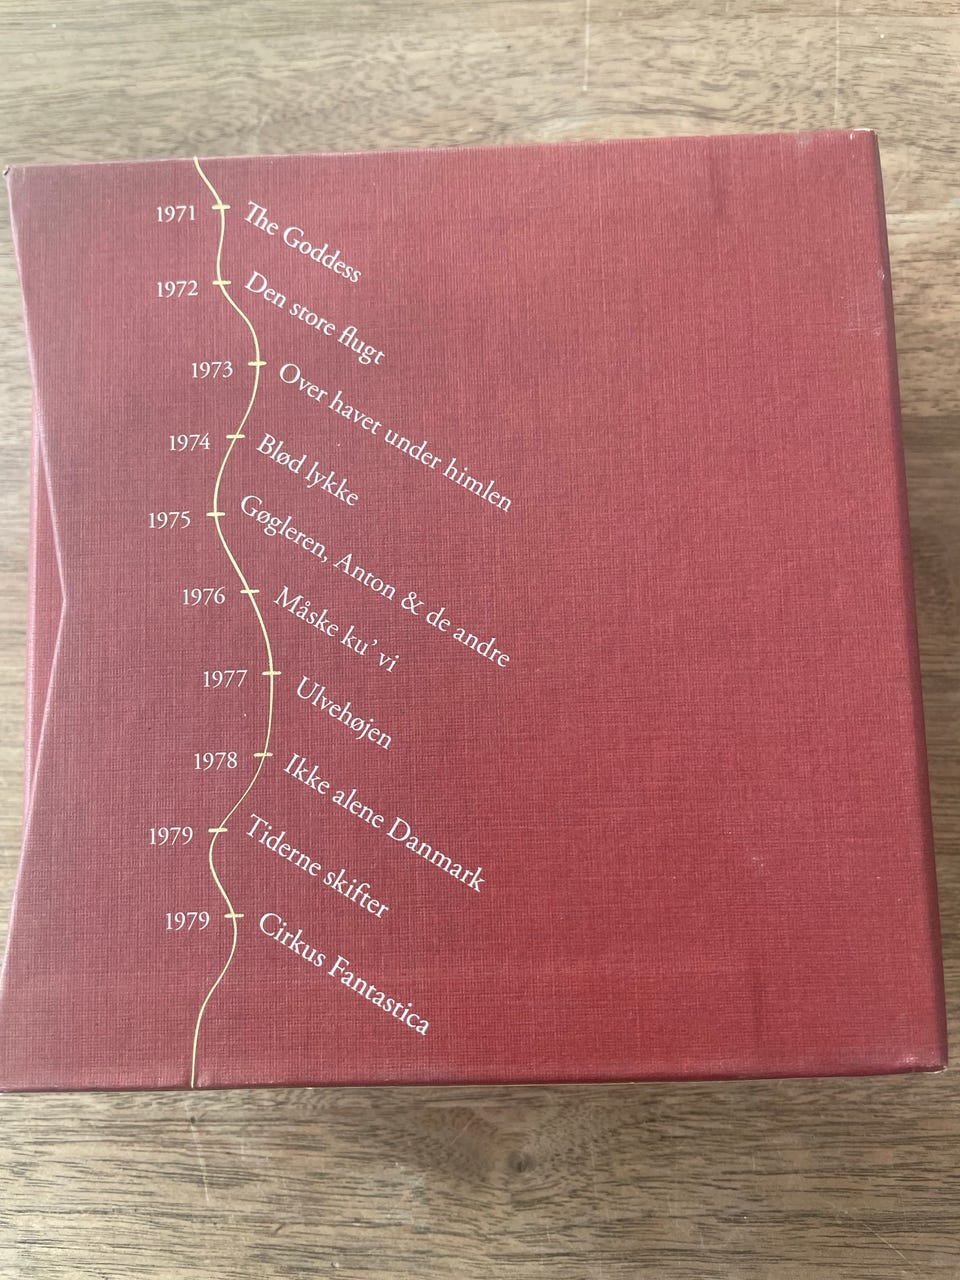 1971 The Goddess
1972 Den store flugt
1973 Over havet under himlen
1974 Blød lykke
1975 Gøgleren, Anton & de andre
1976 Måske ku' vi
1977 Ulvehøjen
1978 Ikke alene Danmark
1979 Tiderne skifter
1979 Cirkus Fantastica